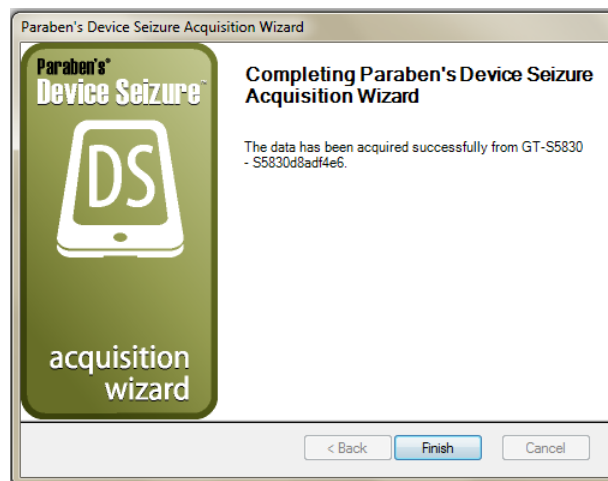 Paraben's Device Seizure Acquisition Wizard
Paraben's®
Device Seizure™
DS
acquisition
wizard
Completing Paraben's Device Seizure
Acquisition Wizard
The data has been acquired successfully from GT-S5830
- S5830d8adf4e6.
< Back
Finish
Cancel